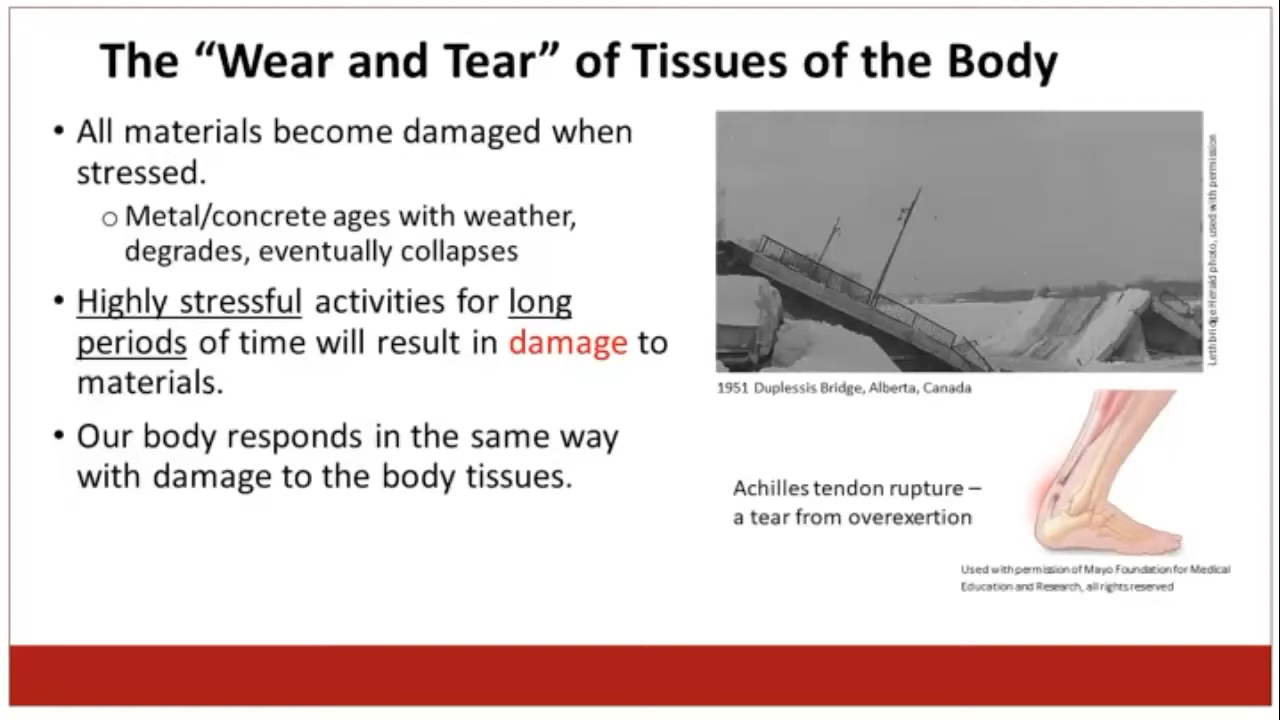 The “Wear and Tear” of Tissues of the Body
• All materials become damaged when
stressed.
o Metal/concrete ages with weather,
degrades, eventually collapses
• Highly stressful activities for long
periods of time will result in damage to
materials.
• Our body responds in the same way
with damage to the body tissues.
Lethbridge Herald photo, used with permission
1951 Duplessis Bridge, Alberta, Canada
Achilles tendon rupture –
a tear from overexertion
Used with permission of Mayo Foundation for Medical
Education and Research, all rights reserved